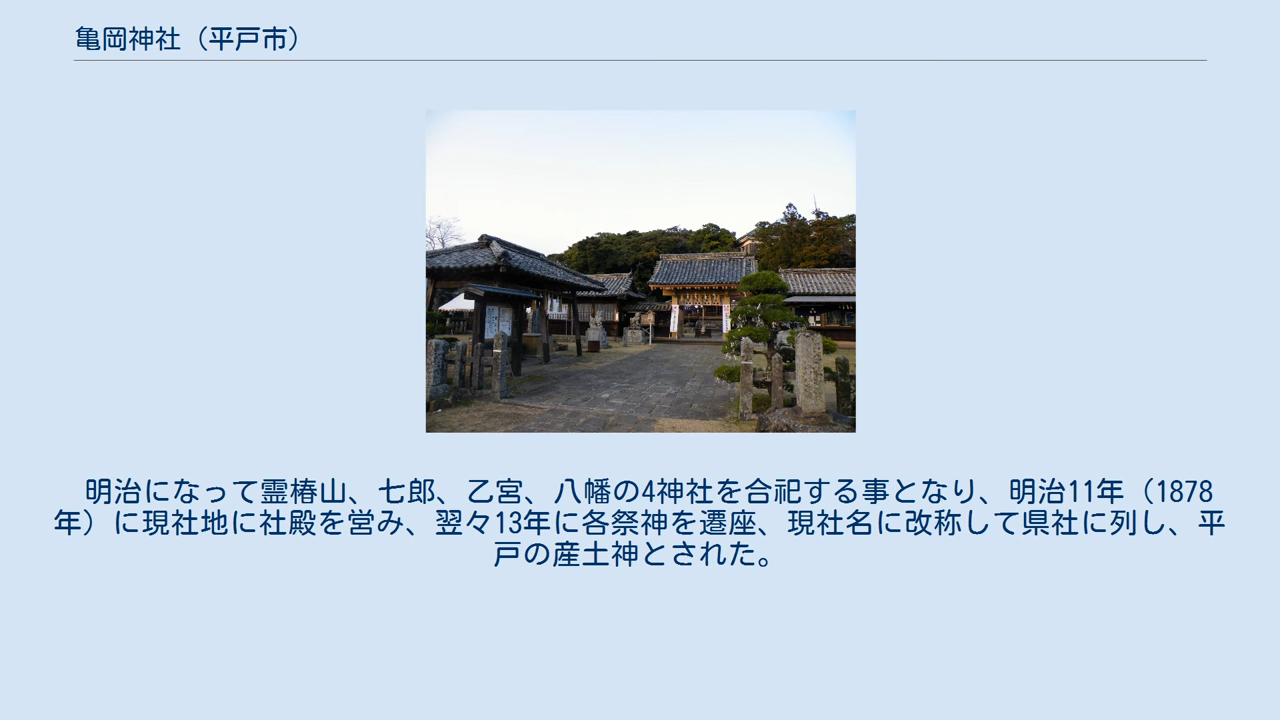 亀岡神社（平戸市）
明治になって霊椿山、七郎、乙宮、八幡の4神社を合祀する事となり、明治11年（1878
年）に現社地に社殿を営み、翌々13年に各祭神を遷座、現社名に改称して県社に列し、平
戸の産土神とされた。